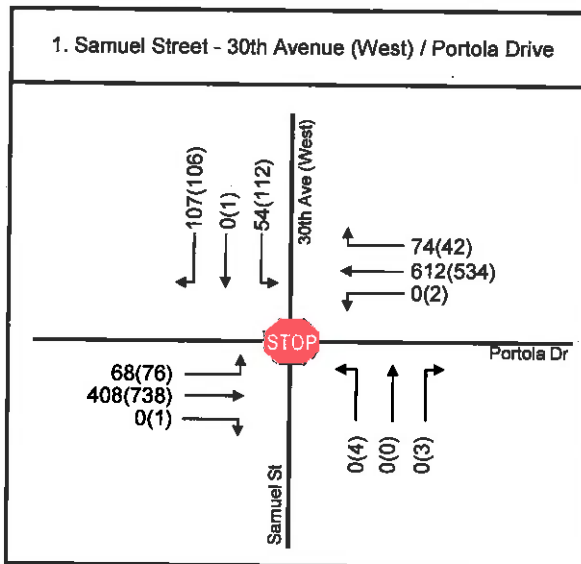 1. Samuel Street - 30th Avenue (West) / Portola Drive
107(106)
0(1)
54(112)
30th Ave (West)
74(42)
612(534)
0(2)
STOP
Portola Dr
68(76)
408(738)
0(1)
Samuel St
0(4)
0(0)
0(3)